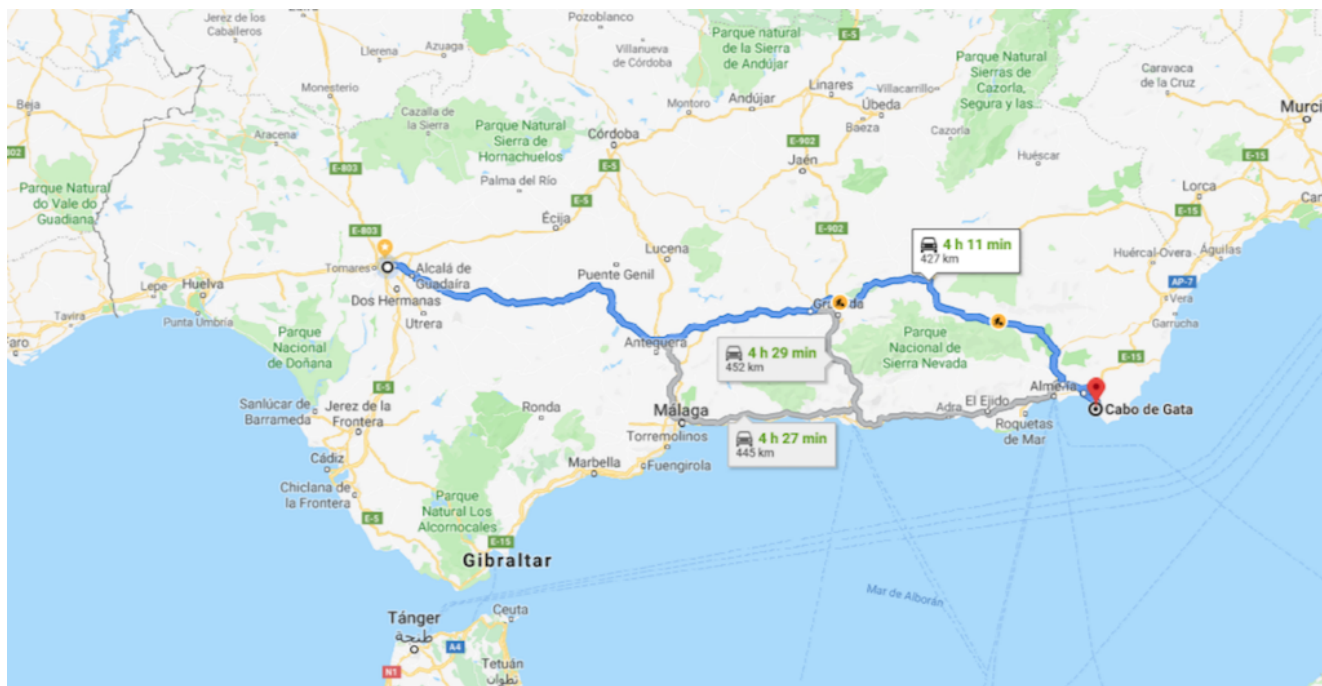 Jerez de los
Caballeros
Llerena
Azuaga
Pozoblanco
Villanueva
de Córdoba
Parque natural
de la Sierra
de Andújar
E-5
Parque Natural
Sierras de
Cazorla,
Segura y las...
Caravaca
de la Cruz
Murci
Beja
Monesterio
Cazalla de
la Sierra
Montoro
Andújar
Linares
Villacarrillo
Úbeda
Baeza
Cazorla
Aracena
Parque Natural
Sierra de
Hornachuelos
Córdoba
E-5
E-902
Jaén
Huéscar
E-15
802
E-803
Parque Natural
do Vale do
Guadiana
Palma del Río
E-5
Écija
Lorca
E-15
Car
E-803
E-902
Lucena
4 h 11 min
427 km
Huércal-Overa
Águilas
Tomares
Alcalá de
Guadaíra
Puente Genil
Dos Hermanas
Utrera
Lepe
Huelva
Punta Umbría
Tavira
Faro
AP-7
Vera
Garrucha
Parque
Nacional
de Doñana
Antequera
4 h 29 min
452 km
Parque
Nacional de
Sierra Nevada
E-15
E-5
Almería
Cabo de Gata
El Ejido
Adra
Roquetas
de Mar
Sanlúcar de
Barrameda
Jerez de la
Frontera
Ronda
Málaga
Torremolinos
4 h 27 min
445 km
Fuengirola
Marbella
Cádiz
Chiclana de
la Frontera
Parque
Natural Los
Alcornocales
E-5
E-15
Gibraltar
Mar de Alborán
Tánger
طنجة
Ceuta
A4
N1
Tetuán
تطوان